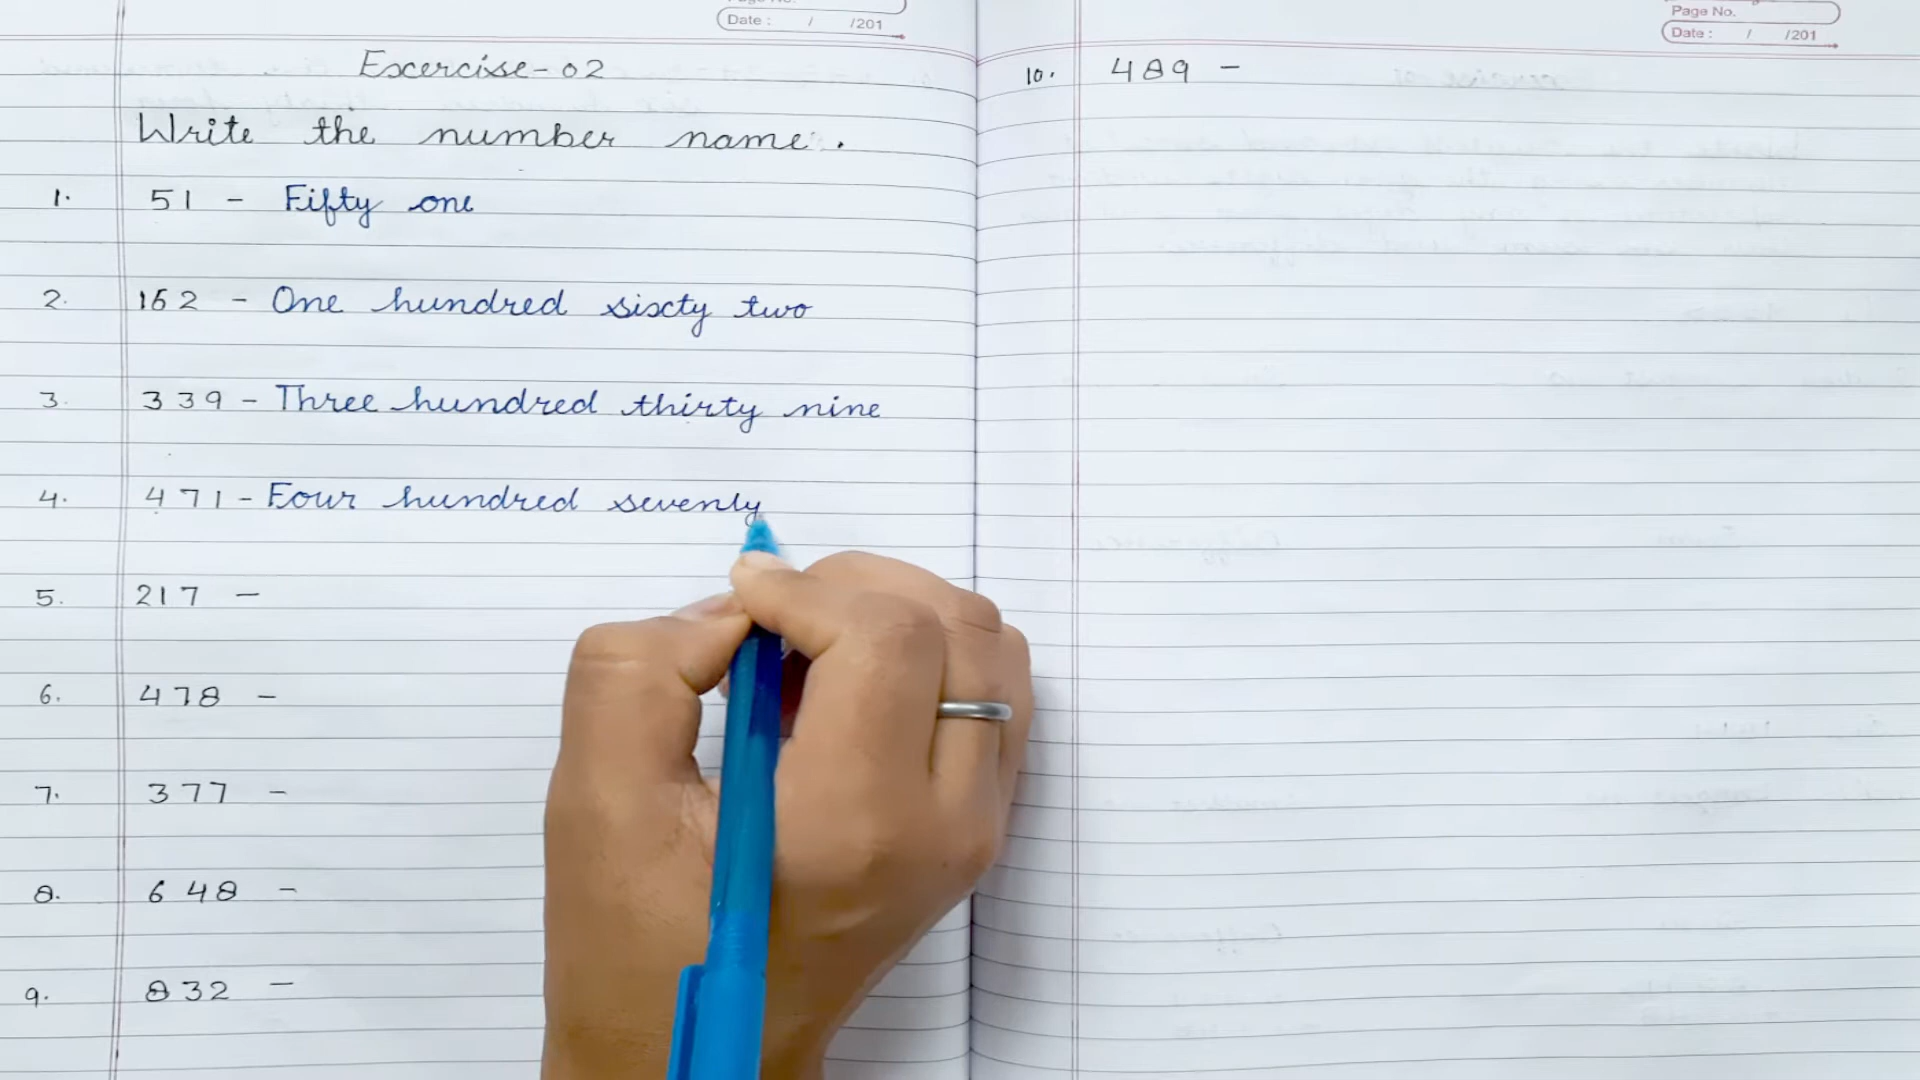 Date : / /201
Excercise-02
Write the number name.
1. 51 - Fifty one
2. 162 - One hundred sixty two
3. 339 - Three hundred thirty nine
4. 471 - Four hundred seventy
5. 217 -
6. 478 -
7. 377 -
8. 648 -
9. 832 -
Page No.
Date : / /201
10. 489 -